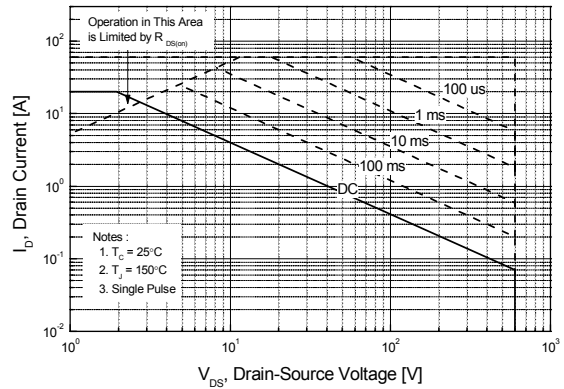 Operation in This Area
is Limited by R DS(on)
10²
10¹
10⁰
10⁻¹
10⁻²
I_D, Drain Current [A]
100 us
1 ms
10 ms
100 ms
DC
Notes :
1. T_C = 25°C
2. T_J = 150°C
3. Single Pulse
10⁰
10¹
10²
10³
V_DS, Drain-Source Voltage [V]